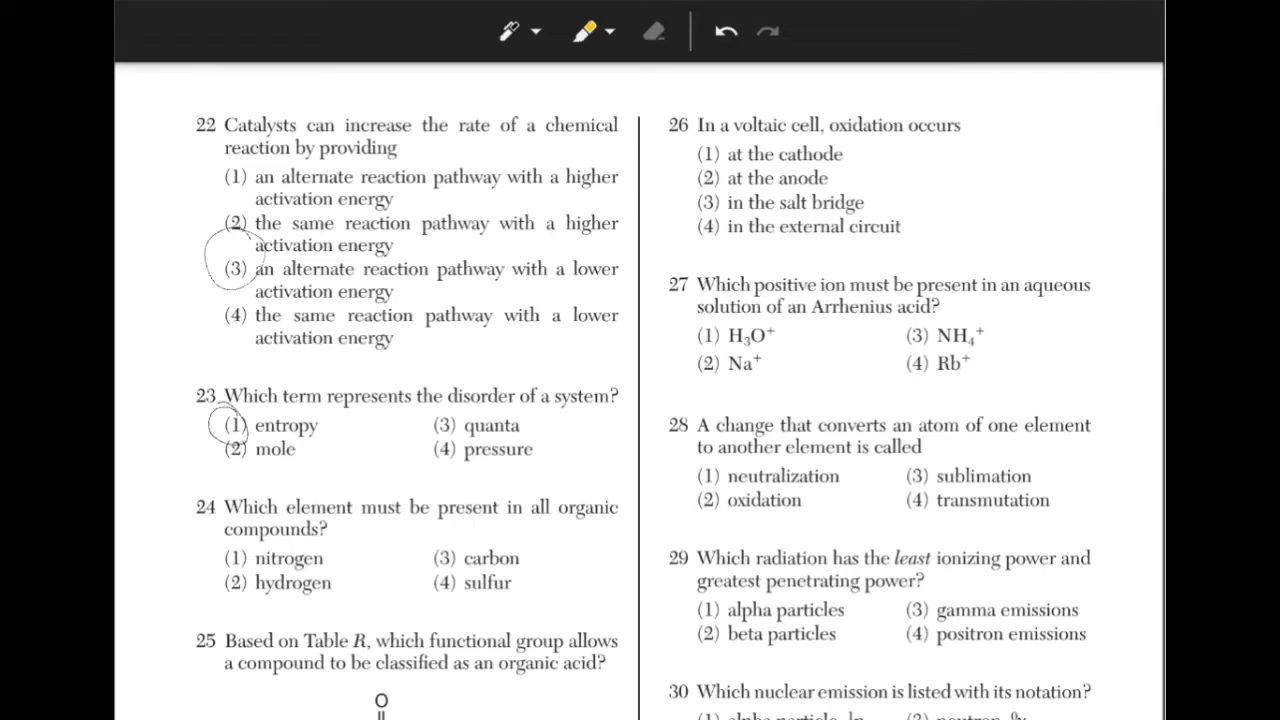 22 Catalysts can increase the rate of a chemical
reaction by providing
(1) an alternate reaction pathway with a higher
activation energy
(2) the same reaction pathway with a higher
activation energy
(3) an alternate reaction pathway with a lower
activation energy
(4) the same reaction pathway with a lower
activation energy
23 Which term represents the disorder of a system?
(1) entropy (3) quanta
(2) mole (4) pressure
24 Which element must be present in all organic
compounds?
(1) nitrogen (3) carbon
(2) hydrogen (4) sulfur
25 Based on Table R, which functional group allows
a compound to be classified as an organic acid?
O
26 In a voltaic cell, oxidation occurs
(1) at the cathode
(2) at the anode
(3) in the salt bridge
(4) in the external circuit
27 Which positive ion must be present in an aqueous
solution of an Arrhenius acid?
(1) H₃O⁺ (3) NH₄⁺
(2) Na⁺ (4) Rb⁺
28 A change that converts an atom of one element
to another element is called
(1) neutralization (3) sublimation
(2) oxidation (4) transmutation
29 Which radiation has the least ionizing power and
greatest penetrating power?
(1) alpha particles (3) gamma emissions
(2) beta particles (4) positron emissions
30 Which nuclear emission is listed with its notation?
(1) alpha particle,